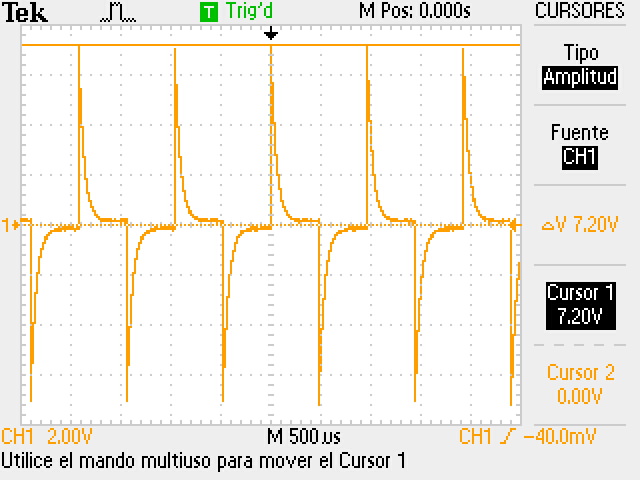 Tek T Trig'd M Pos: 0.000s CURSORES
Tipo
Amplitud
Fuente
CH1
1
△V 7.20V
Cursor 1
7.20V
Cursor 2
0.00V
CH1 2.00V M 500µs CH1 -40.0mV
Utilice el mando multiuso para mover el Cursor 1